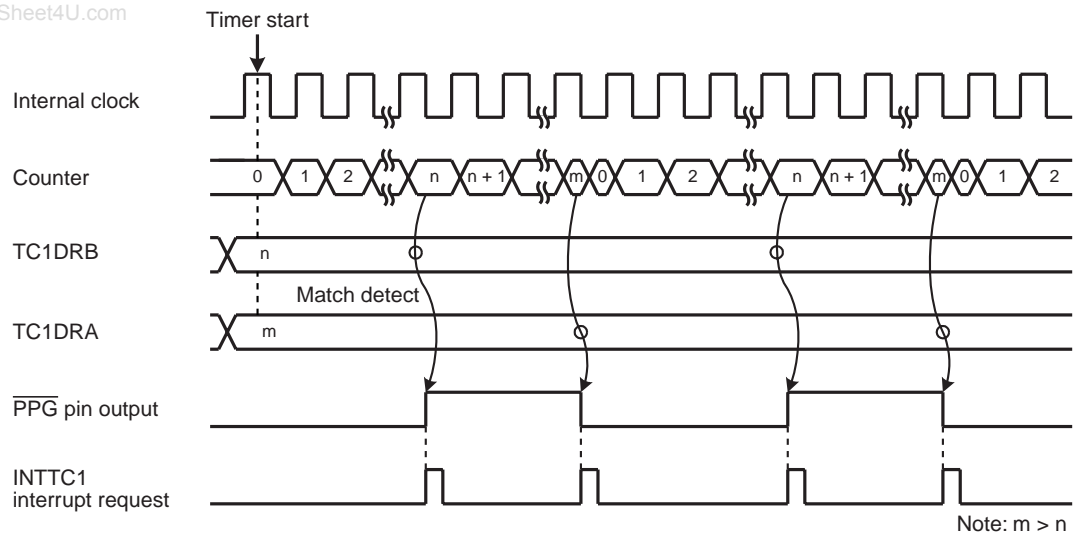 Sheet4U.com
Timer start
Internal clock
Counter
0 1 2 n n + 1 m 0 1 2 n n + 1 m 0 1 2
TC1DRB
n
Match detect
TC1DRA
m
PPG pin output
INTTC1
interrupt request
Note: m > n